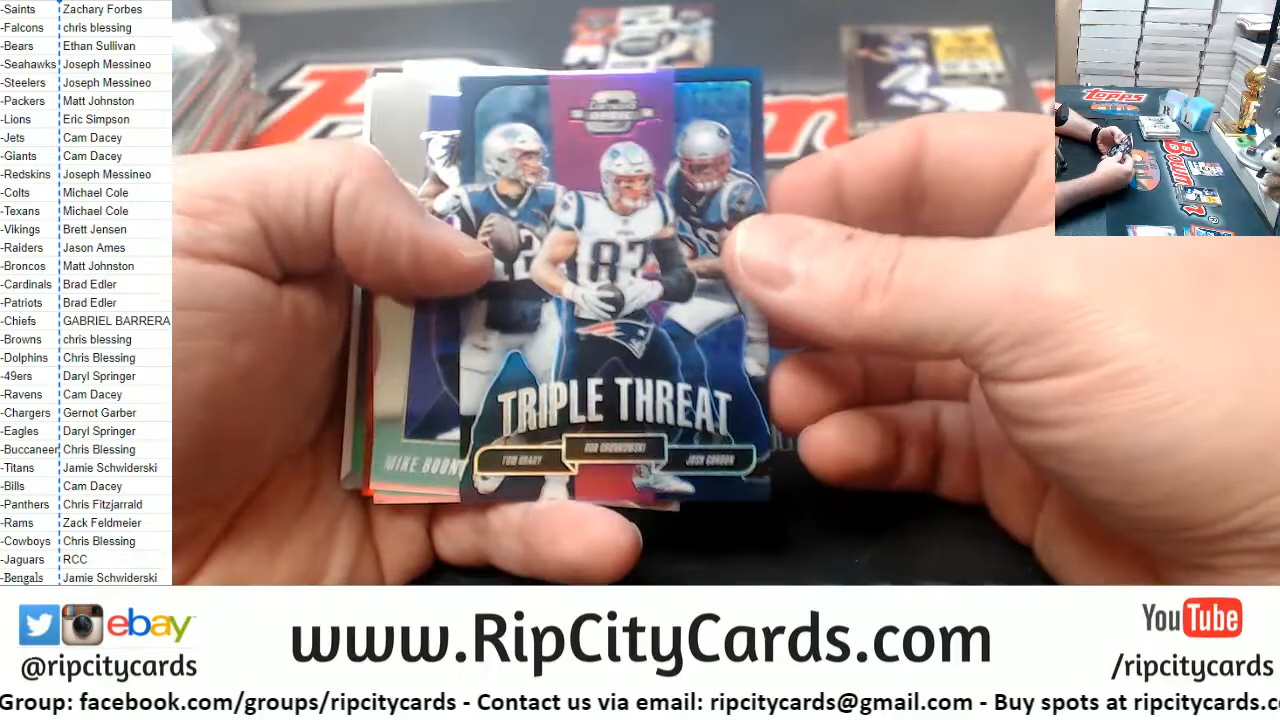 -Saints Zachary Forbes
-Falcons chris blessing
-Bears Ethan Sullivan
-Seahawks Joseph Messineo
-Steelers Joseph Messineo
-Packers Matt Johnston
-Lions Eric Simpson
-Jets Cam Dacey
-Giants Cam Dacey
-Redskins Joseph Messineo
-Colts Michael Cole
-Texans Michael Cole
-Vikings Brett Jensen
-Raiders Jason Ames
-Broncos Matt Johnston
-Cardinals Brad Edler
-Patriots Brad Edler
-Chiefs GABRIEL BARRERA
-Browns chris blessing
-Dolphins Chris Blessing
-49ers Daryl Springer
-Ravens Cam Dacey
-Chargers Gernot Garber
-Eagles Daryl Springer
-Buccaneer Chris Blessing
-Titans Jamie Schwiderski
-Bills Cam Dacey
-Panthers Chris Fitzjarrald
-Rams Zack Feldmeier
-Cowboys Chris Blessing
-Jaguars RCC
-Bengals Jamie Schwiderski
12
87
TRIPLE THREAT
TOM BRADY
ROB GRONKOWSKI
JOSH GORDON
MIKE BOON
TOPPS
ebay
@ripcitycards
www.RipCityCards.com
YouTube
/ripcitycards
Group: facebook.com/groups/ripcitycards - Contact us via email: ripcitycards@gmail.com - Buy spots at ripcitycards.c